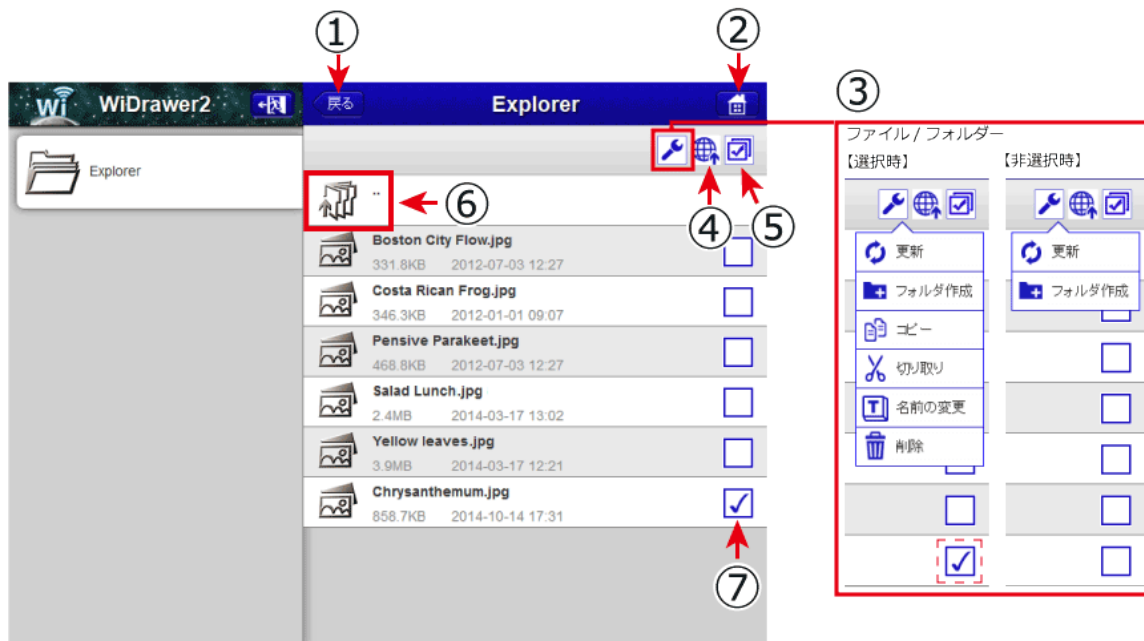 ① ②
③
Wi WiDrawer2
戻る Explorer
ファイル / フォルダー
【選択時】 【非選択時】
Explorer
..
⑥ ④ ⑤
Boston City Flow.jpg
331.8KB 2012-07-03 12:27
Costa Rican Frog.jpg
346.3KB 2012-01-01 09:07
Pensive Parakeet.jpg
468.8KB 2012-07-03 12:27
Salad Lunch.jpg
2.4MB 2014-03-17 13:02
Yellow leaves.jpg
3.9MB 2014-03-17 12:21
Chrysanthemum.jpg
858.7KB 2014-10-14 17:31
⑦
更新
フォルダ作成
コピー
切り取り
T 名前の変更
削除
更新
フォルダ作成